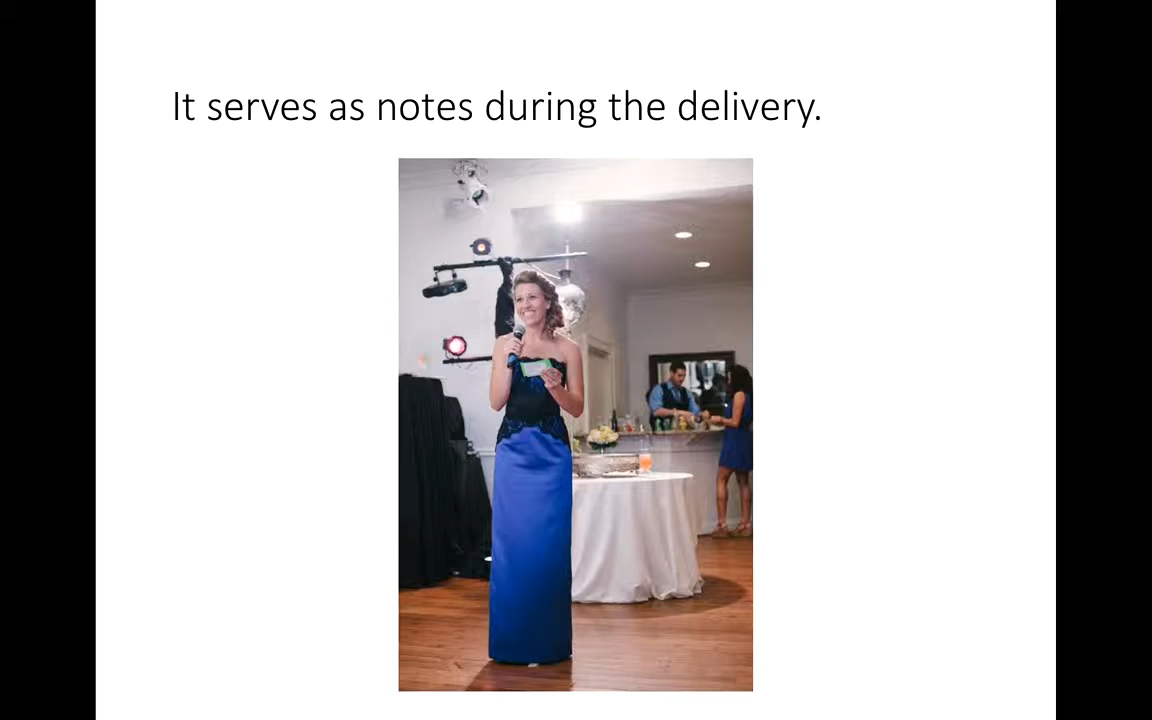 It serves as notes during the delivery.